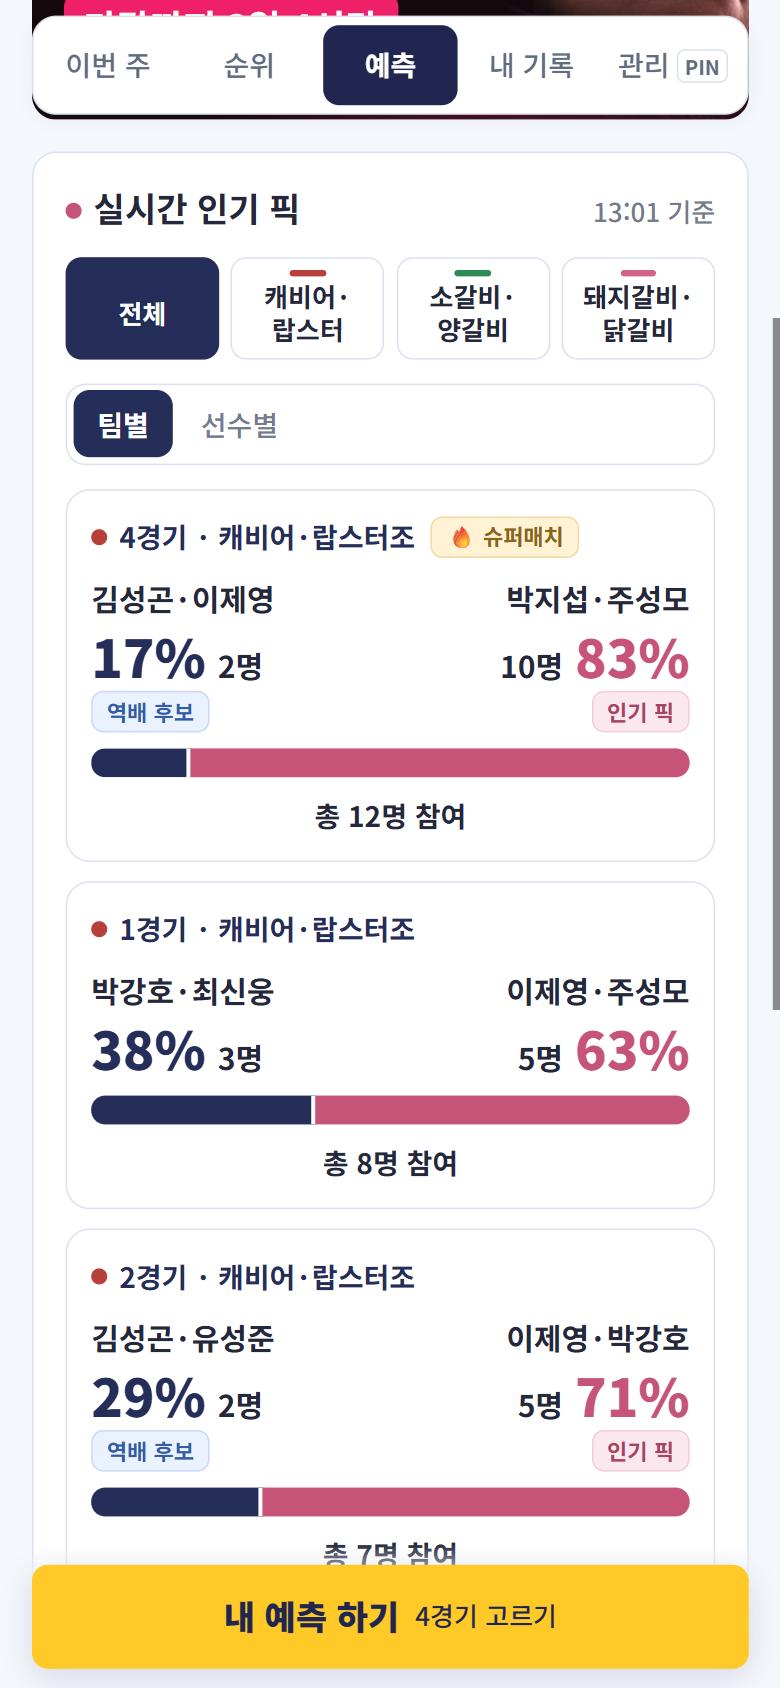 이번 주 순위 예측 내 기록 관리 PIN
실시간 인기 픽 13:01 기준
전체
캐비어·
랍스터
소갈비·
양갈비
돼지갈비·
닭갈비
팀별 선수별
4경기 · 캐비어·랍스터조 슈퍼매치
김성곤·이제영 박지섭·주성모
17% 2명 10명 83%
역배 후보 인기 픽
총 12명 참여
1경기 · 캐비어·랍스터조
박강호·최신웅 이제영·주성모
38% 3명 5명 63%
총 8명 참여
2경기 · 캐비어·랍스터조
김성곤·유성준 이제영·박강호
29% 2명 5명 71%
역배 후보 인기 픽
총 7명 참여
내 예측 하기 4경기 고르기